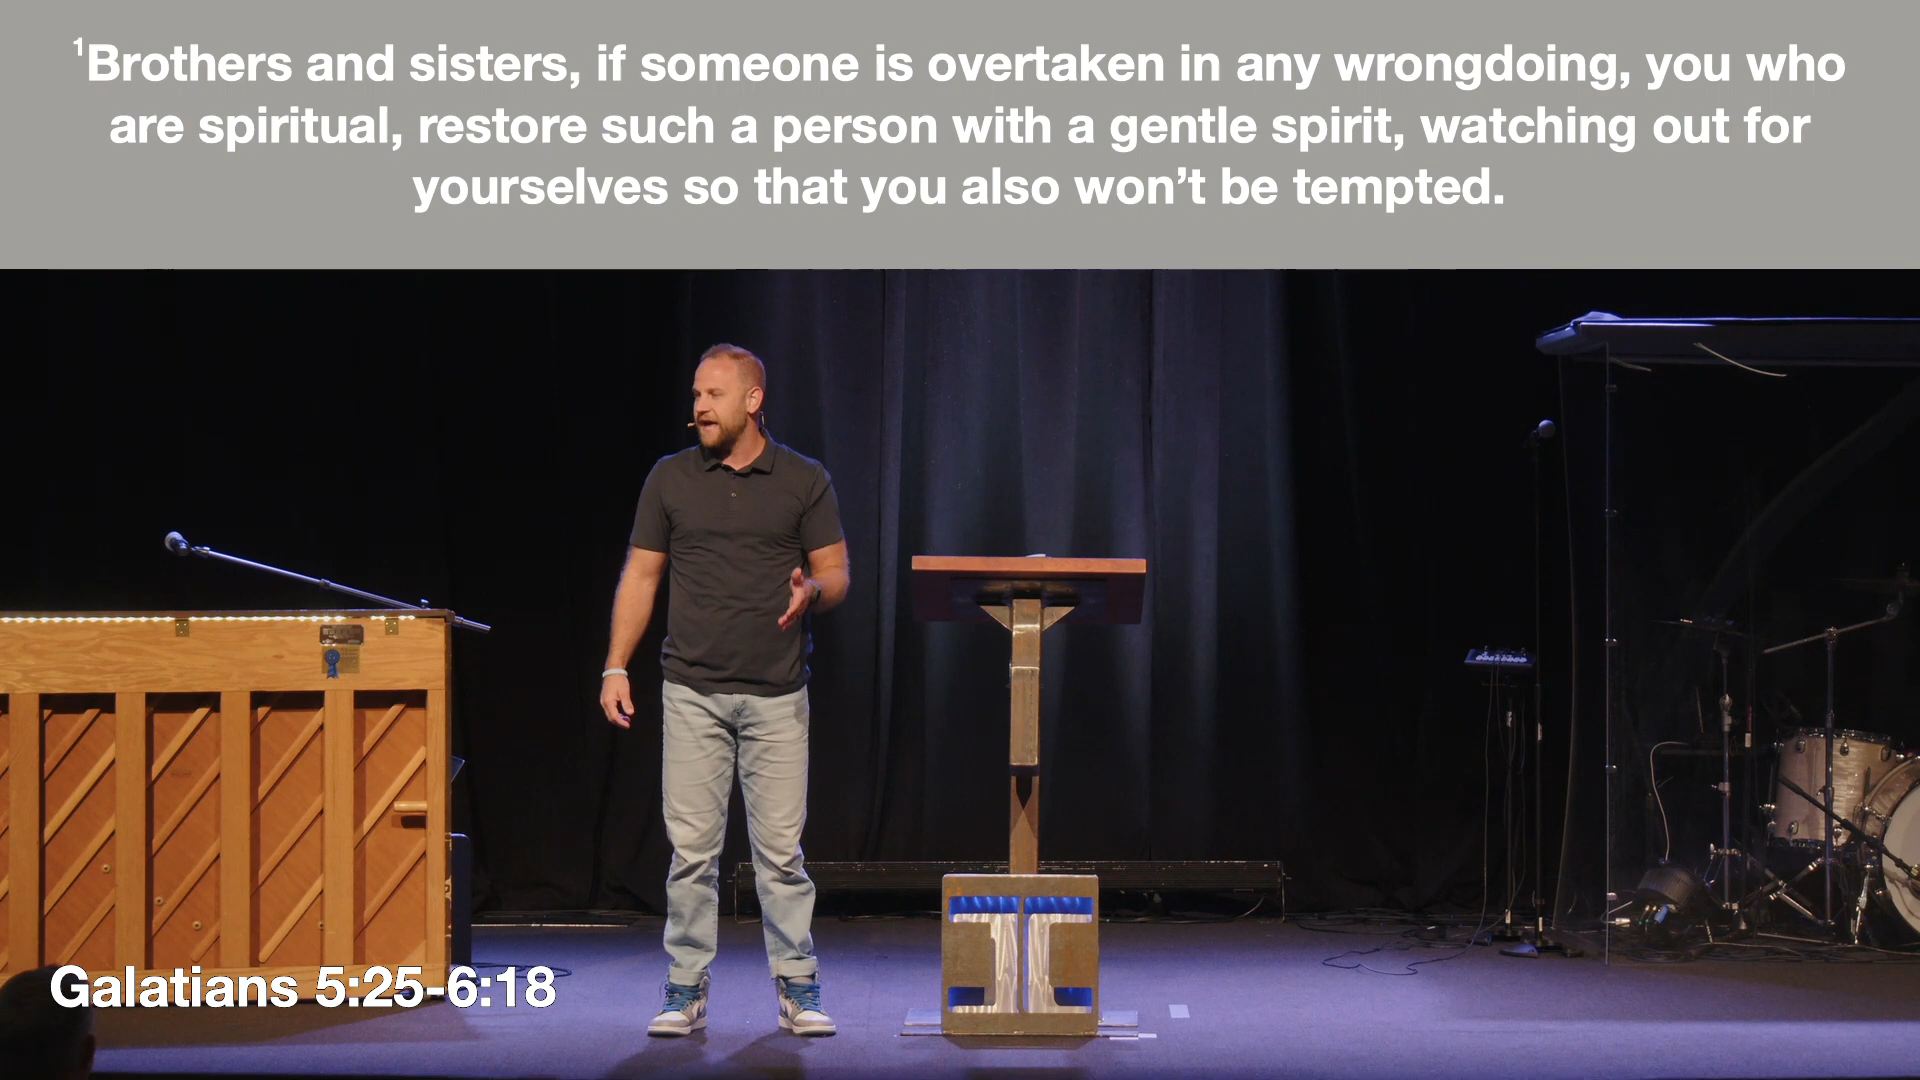 ¹Brothers and sisters, if someone is overtaken in any wrongdoing, you who
are spiritual, restore such a person with a gentle spirit, watching out for
yourselves so that you also won’t be tempted.
Galatians 5:25-6:18